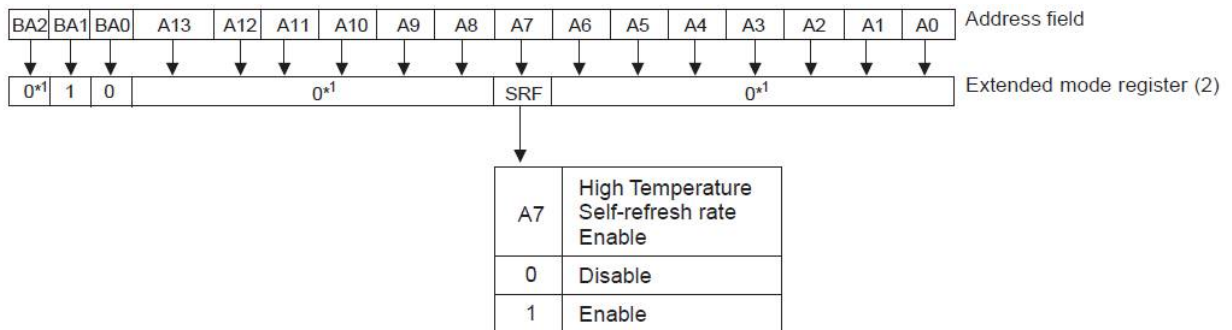 BA2 BA1 BA0 A13 A12 A11 A10 A9 A8 A7 A6 A5 A4 A3 A2 A1 A0 Address field
0*1 1 0 0*1 SRF 0*1 Extended mode register (2)
A7 High Temperature
Self-refresh rate
Enable
0 Disable
1 Enable